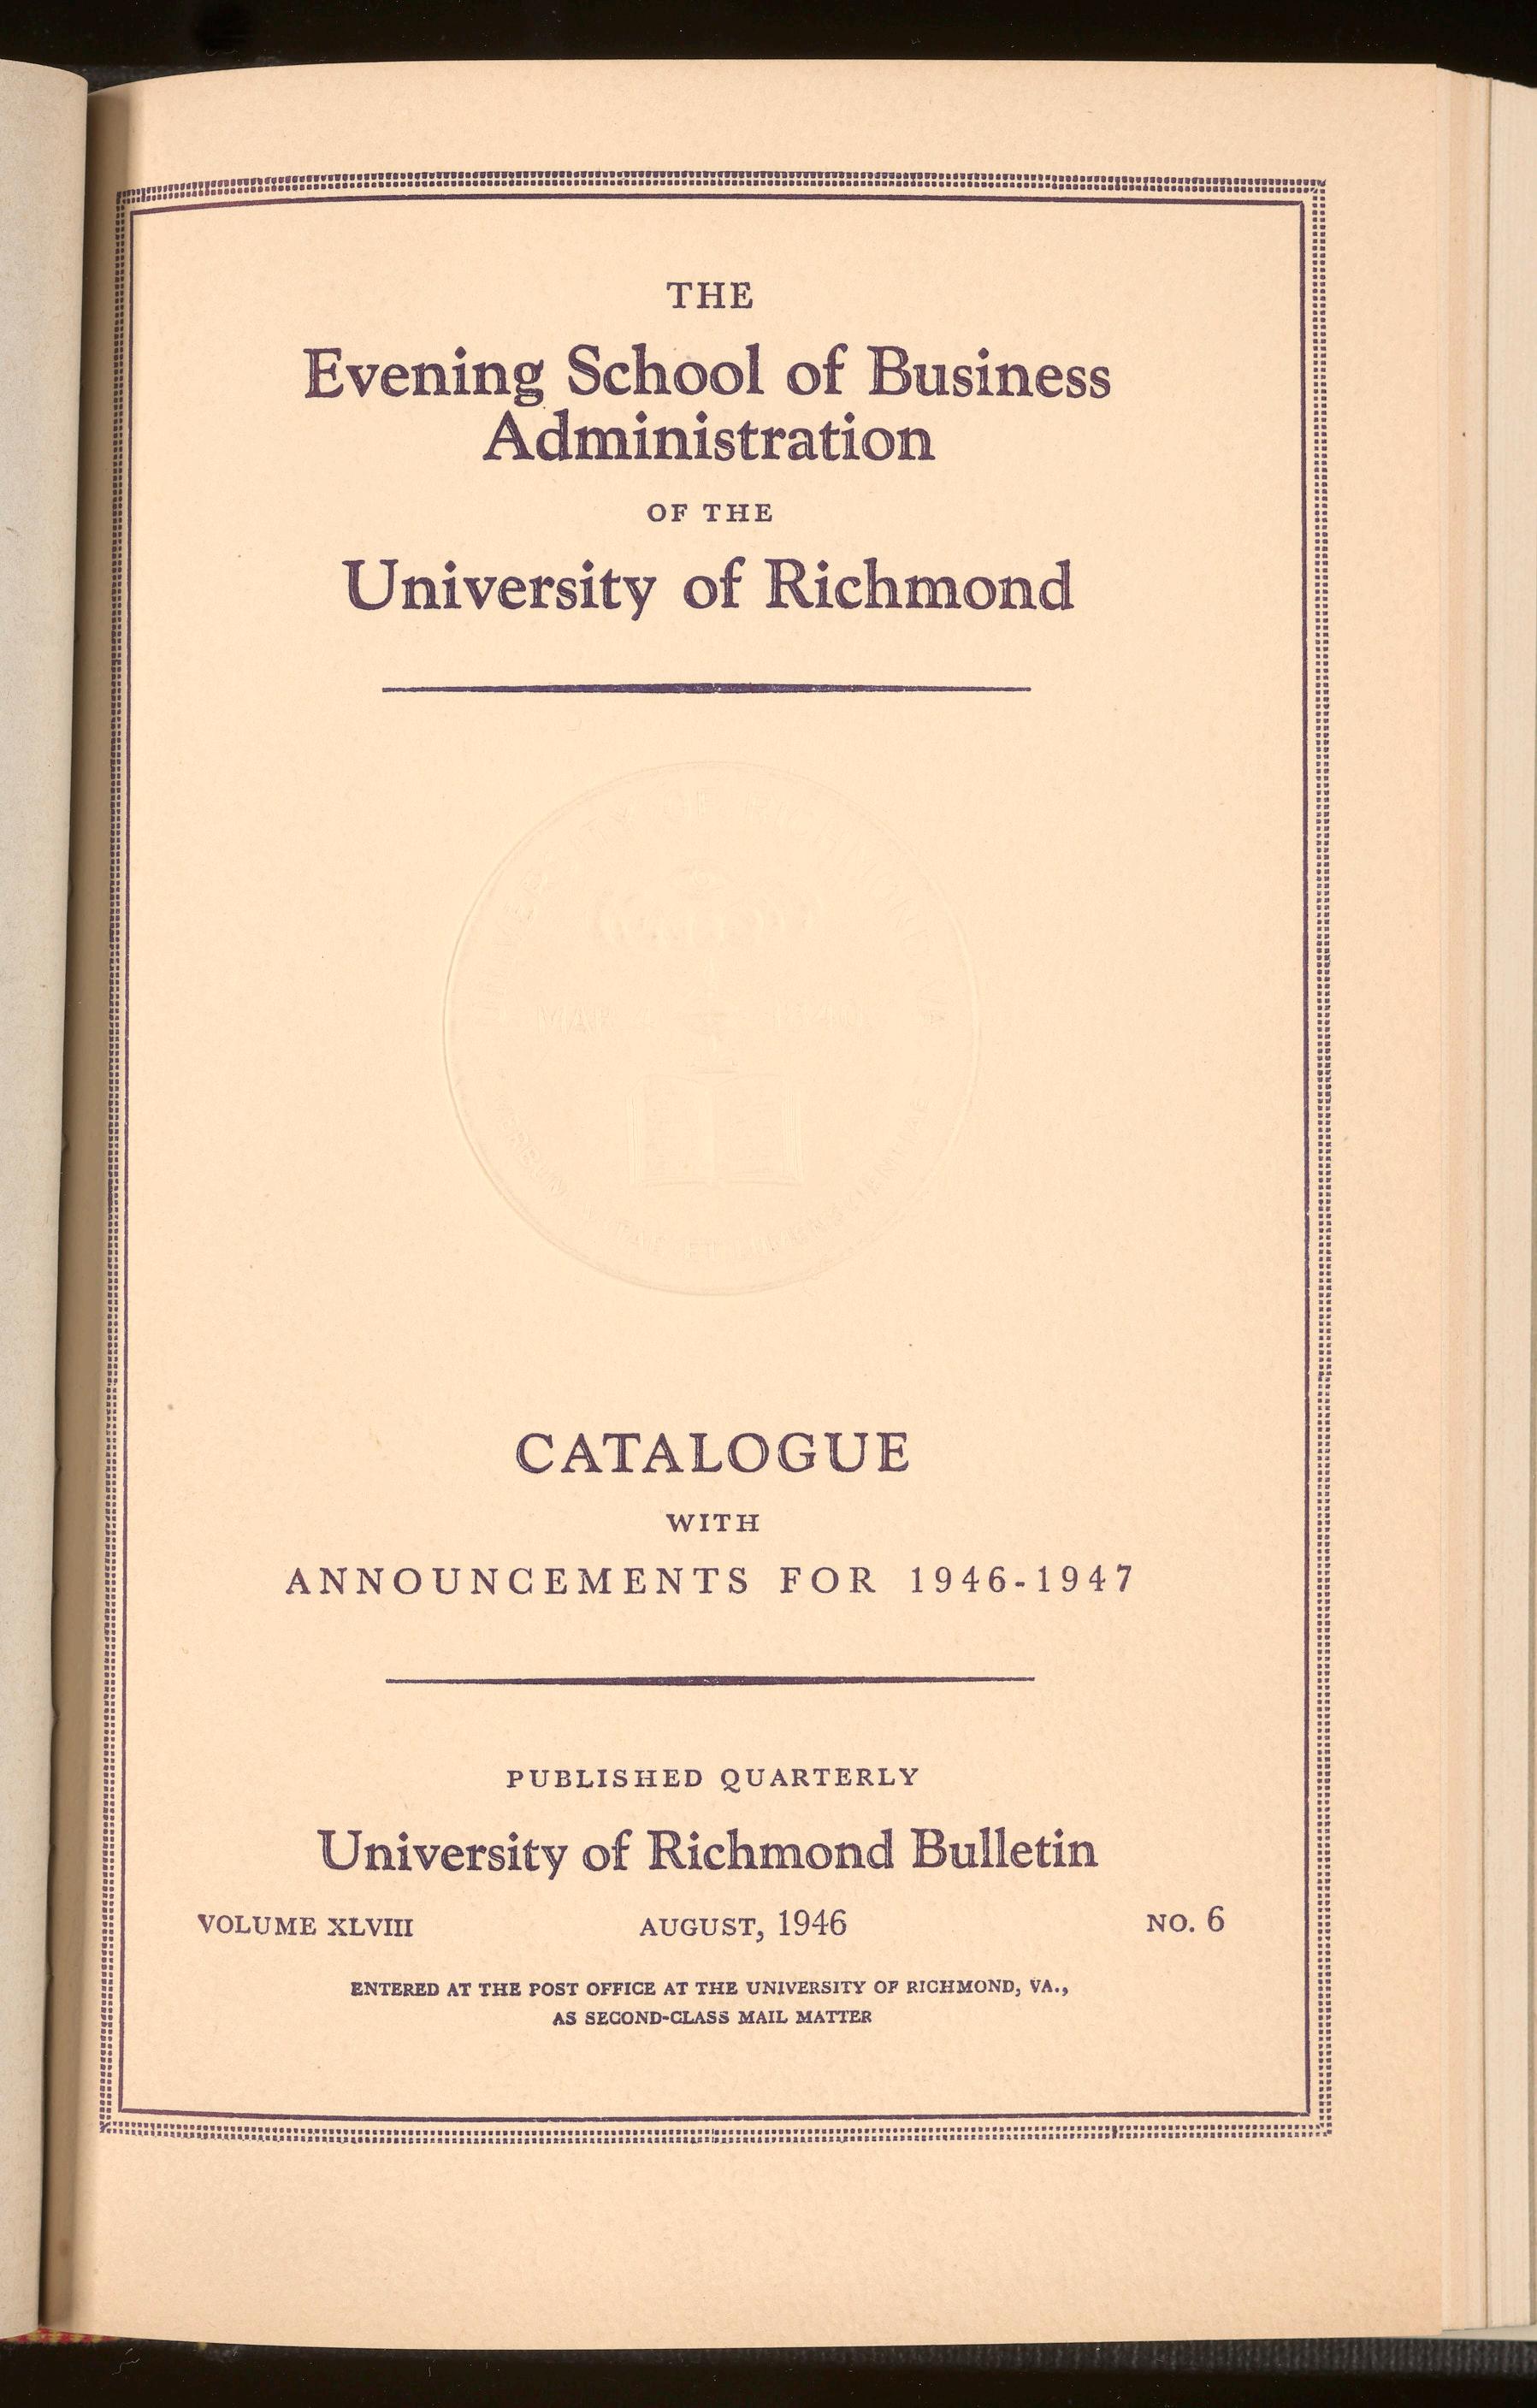 THE
Evening School of Business
Administration
OF THE
University of Richmond
CATALOGUE
WITH
ANNOUNCEMENTS FOR 1946-1947
PUBLISHED QUARTERLY
University of Richmond Bulletin
VOLUME XLVIII AUGUST, 1946 NO. 6
ENTERED AT THE POST OFFICE AT THE UNIVERSITY OF RICHMOND, VA.,
AS SECOND-CLASS MAIL MATTER